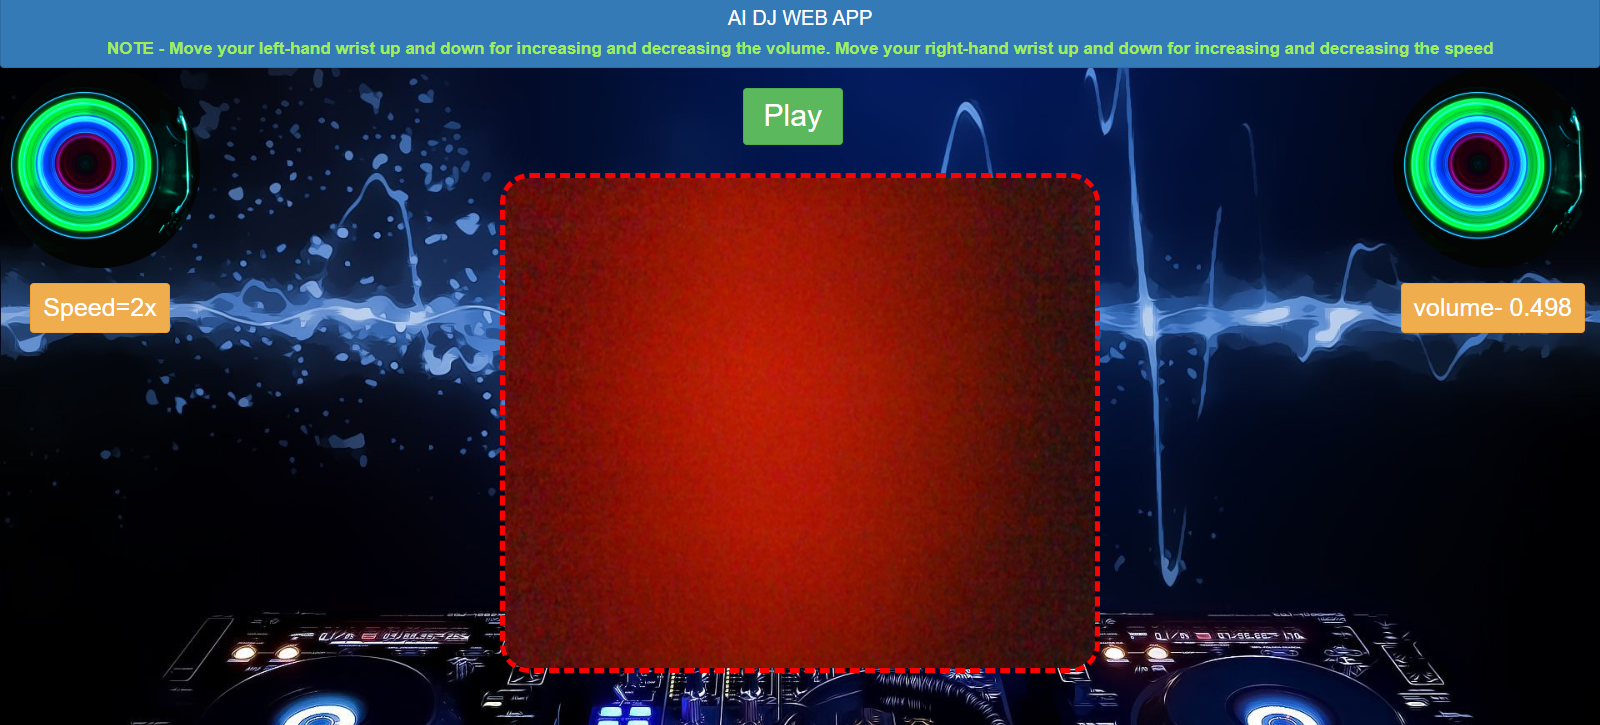 AI DJ WEB APP
NOTE - Move your left-hand wrist up and down for increasing and decreasing the volume. Move your right-hand wrist up and down for increasing and decreasing the speed
Play
Speed=2x
volume- 0.498